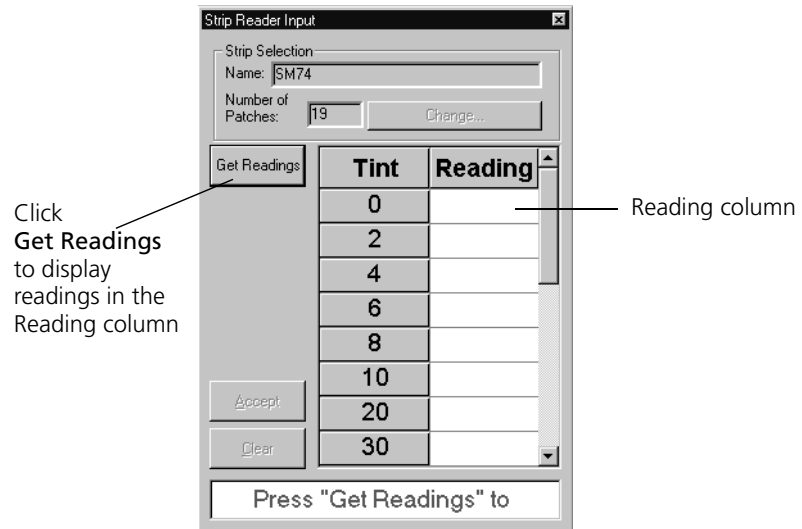 Strip Reader Input
Strip Selection
Name: SM74
Number of
Patches: 19 Change...
Get Readings
Tint Reading
0
2
4
6
8
10
20
30
Accept
Clear
Press "Get Readings" to
Click
Get Readings
to display
readings in the
Reading column
Reading column